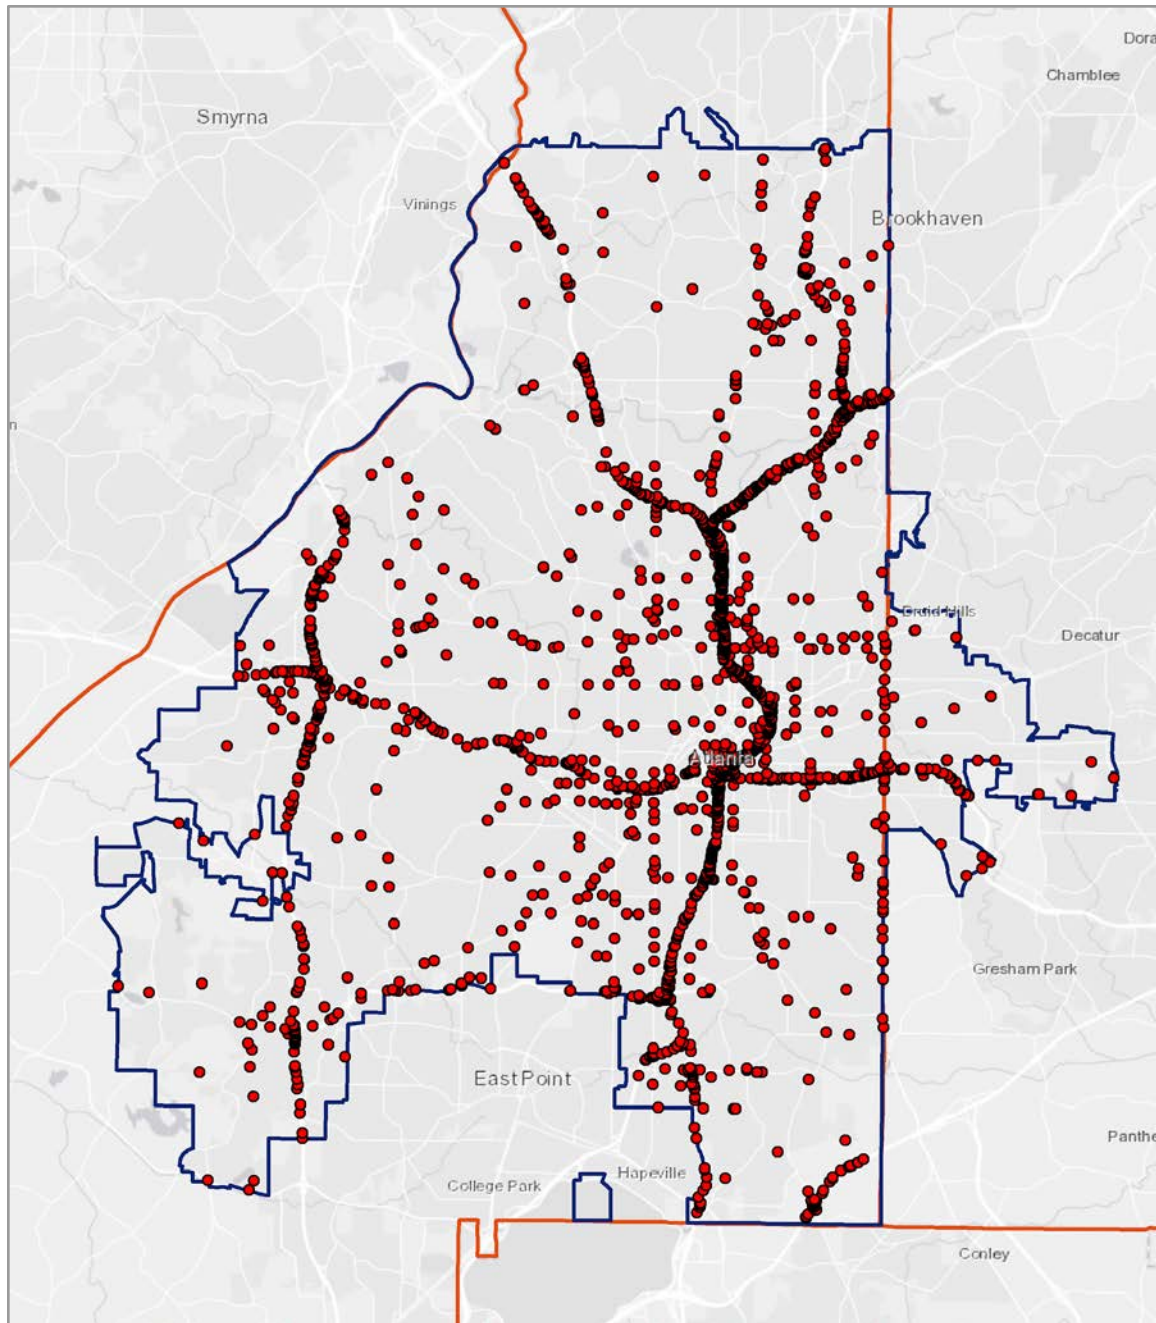 Dora
Chamblee
Smyrna
Vinings
Brookhaven
n
Druid Hills
Decatur
Atlanta
Gresham Park
East Point
Panthe
Hapeville
College Park
Conley